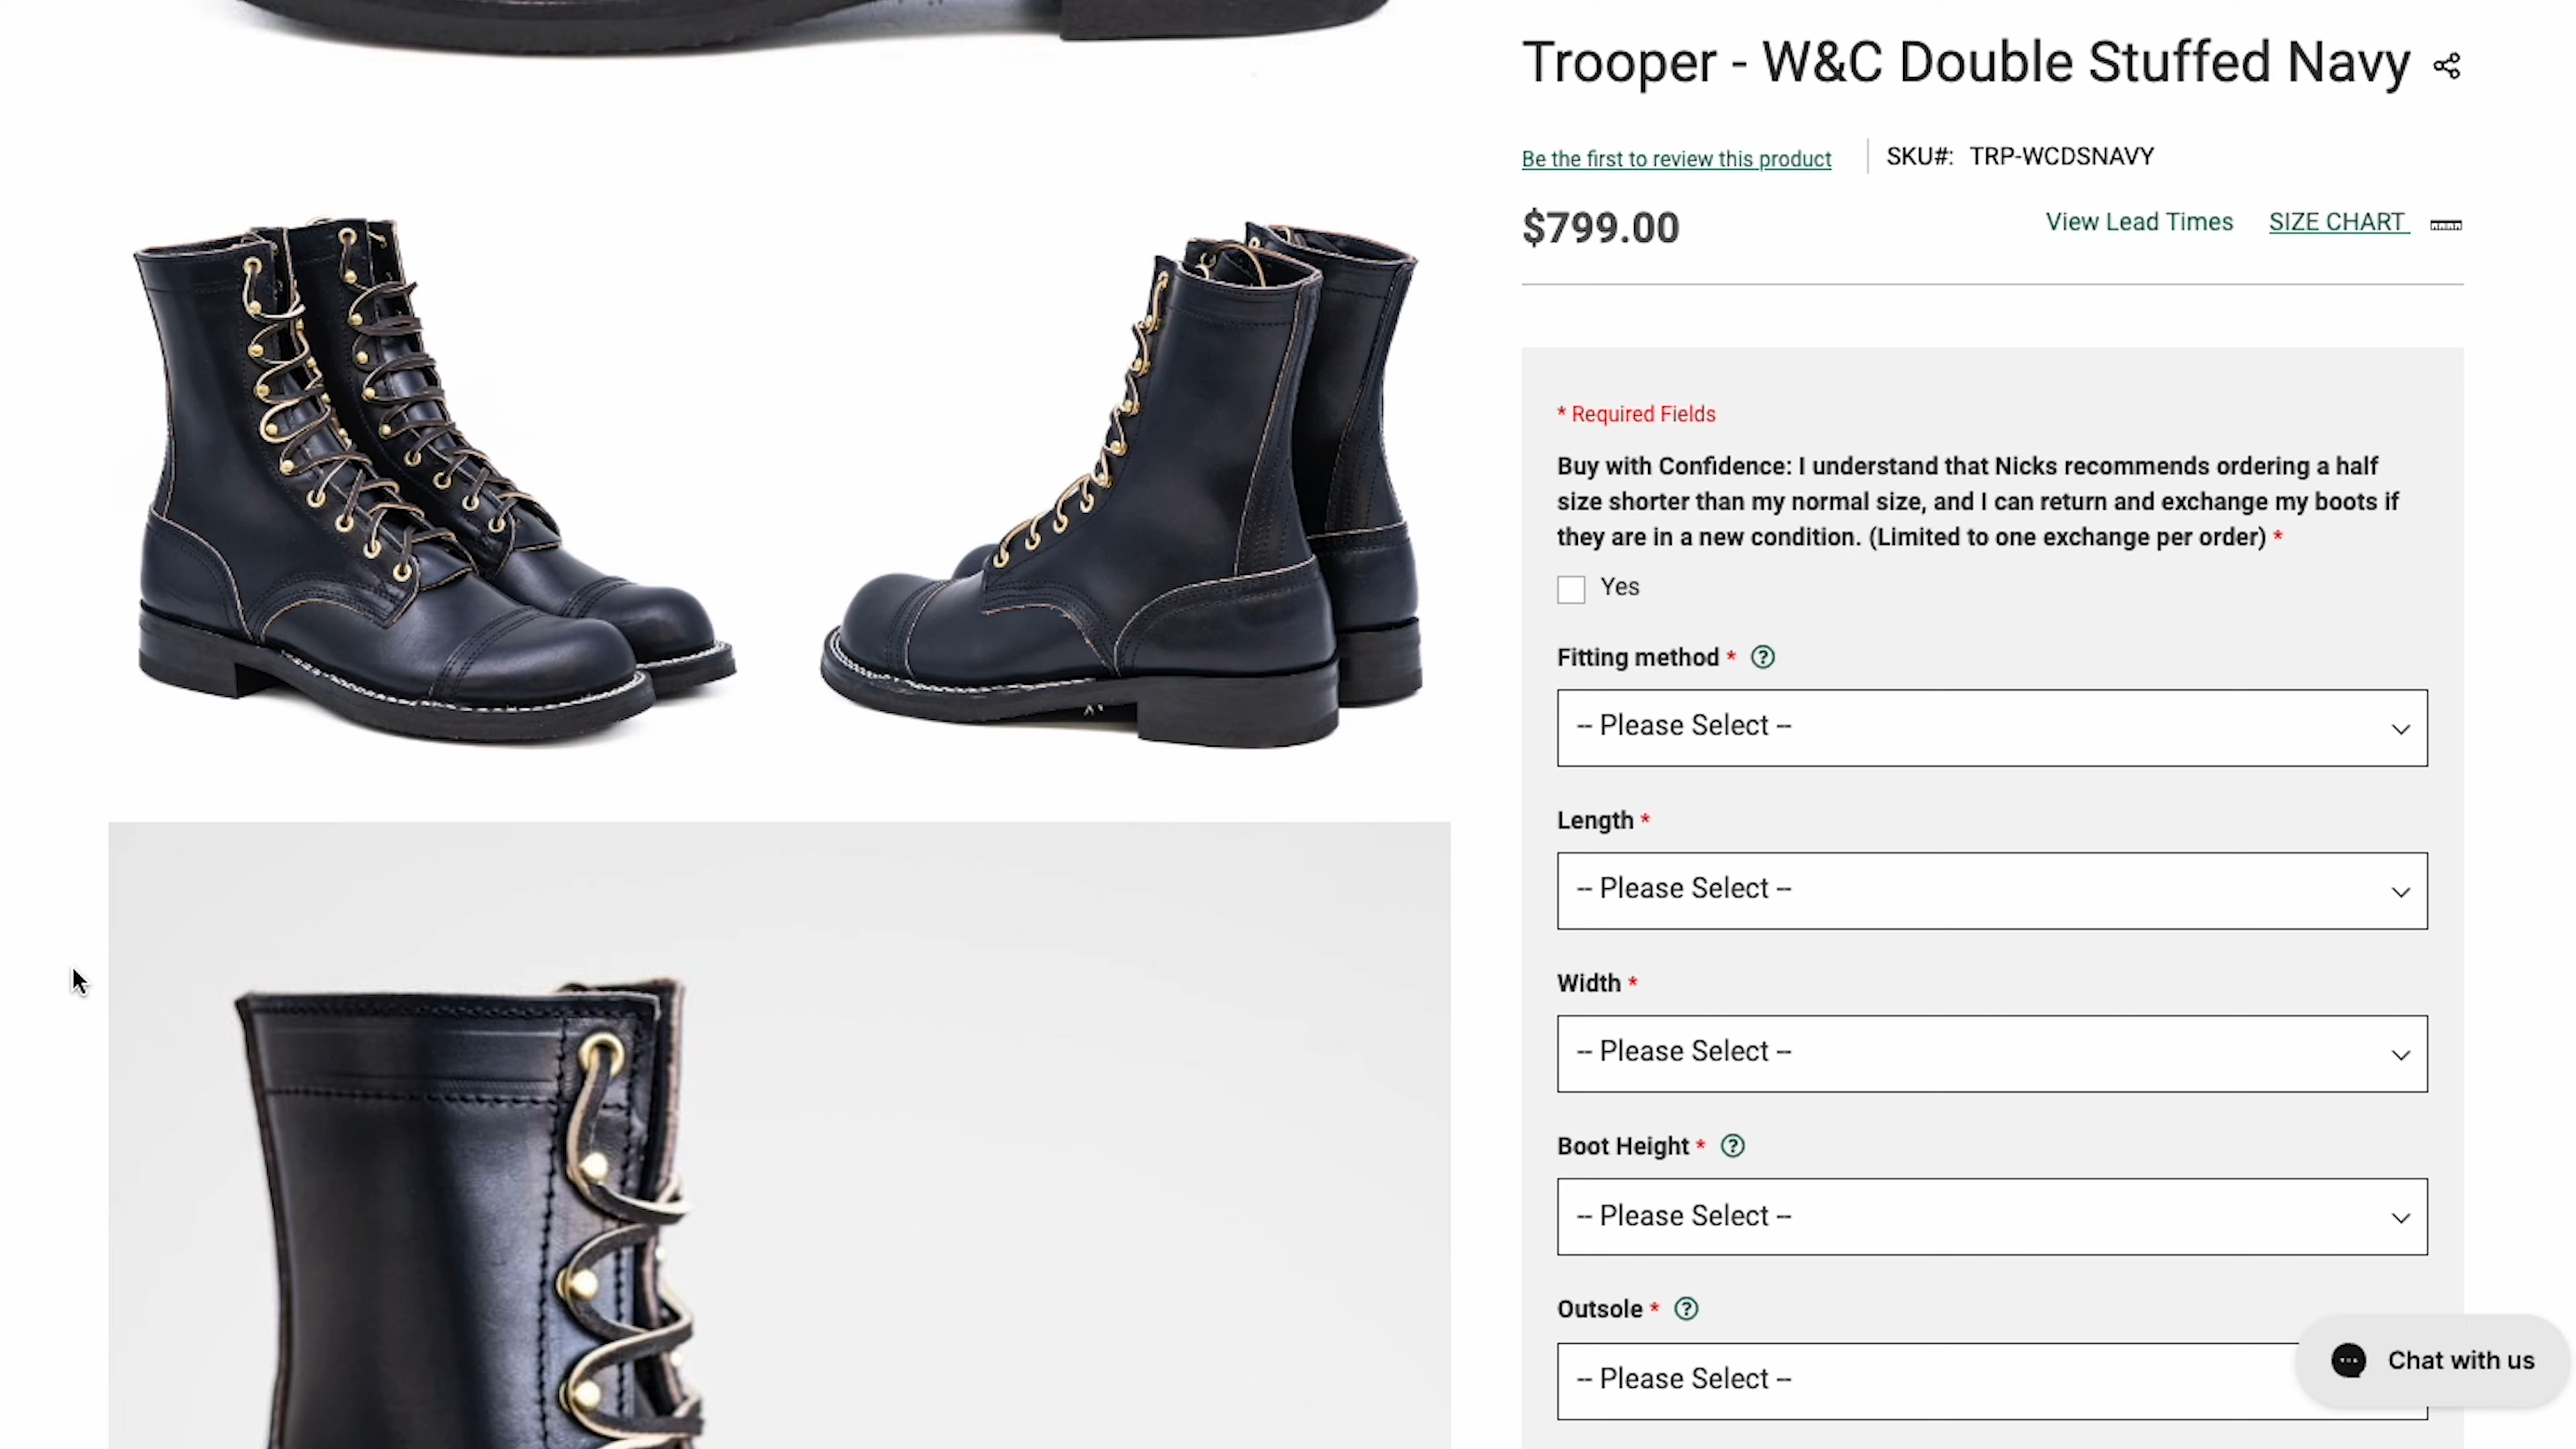 Trooper - W&C Double Stuffed Navy
Be the first to review this product
SKU#: TRP-WCDSNAVY
$799.00
View Lead Times
SIZE CHART
* Required Fields
Buy with Confidence: I understand that Nicks recommends ordering a half
size shorter than my normal size, and I can return and exchange my boots if
they are in a new condition. (Limited to one exchange per order) *
Yes
Fitting method * ?
-- Please Select --
Length *
-- Please Select --
Width *
-- Please Select --
Boot Height * ?
-- Please Select --
Outsole * ?
-- Please Select --
Chat with us